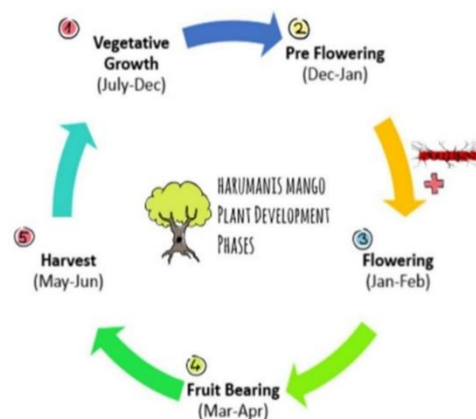 1
Vegetative
Growth
(July-Dec)
2
Pre Flowering
(Dec-Jan)
STRESS
+
3
Flowering
(Jan-Feb)
4
Fruit Bearing
(Mar-Apr)
5
Harvest
(May-Jun)
HARUMANIS MANGO
PLANT DEVELOPMENT
PHASES